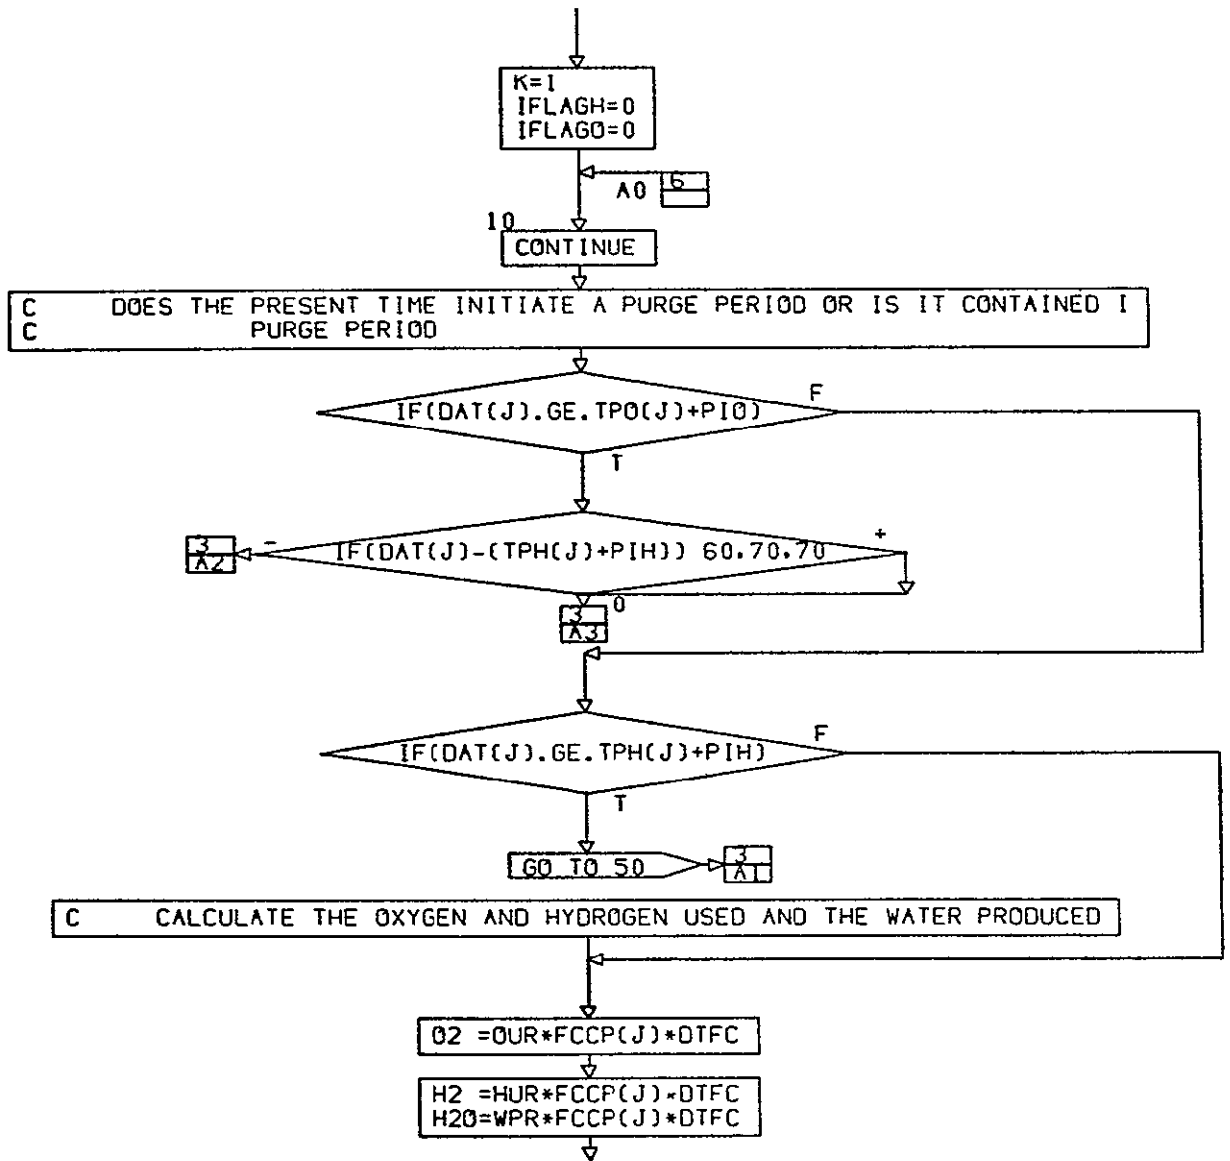 K=1
IFLAGH=0
IFLAGO=0
A0 6
10
CONTINUE
C DOES THE PRESENT TIME INITIATE A PURGE PERIOD OR IS IT CONTAINED I
C PURGE PERIOD
IF(DAT(J).GE.TPO(J)+PIO) F
T
3
A2
- IF(DAT(J)-(TPH(J)+PIH)) 60.70.70 +
0
3
A3
IF(DAT(J).GE.TPH(J)+PIH) F
T
GO TO 50
3
A1
C CALCULATE THE OXYGEN AND HYDROGEN USED AND THE WATER PRODUCED
O2 =OUR*FCCP(J)*DTFC
H2 =HUR*FCCP(J)*DTFC
H2O=WPR*FCCP(J)*DTFC